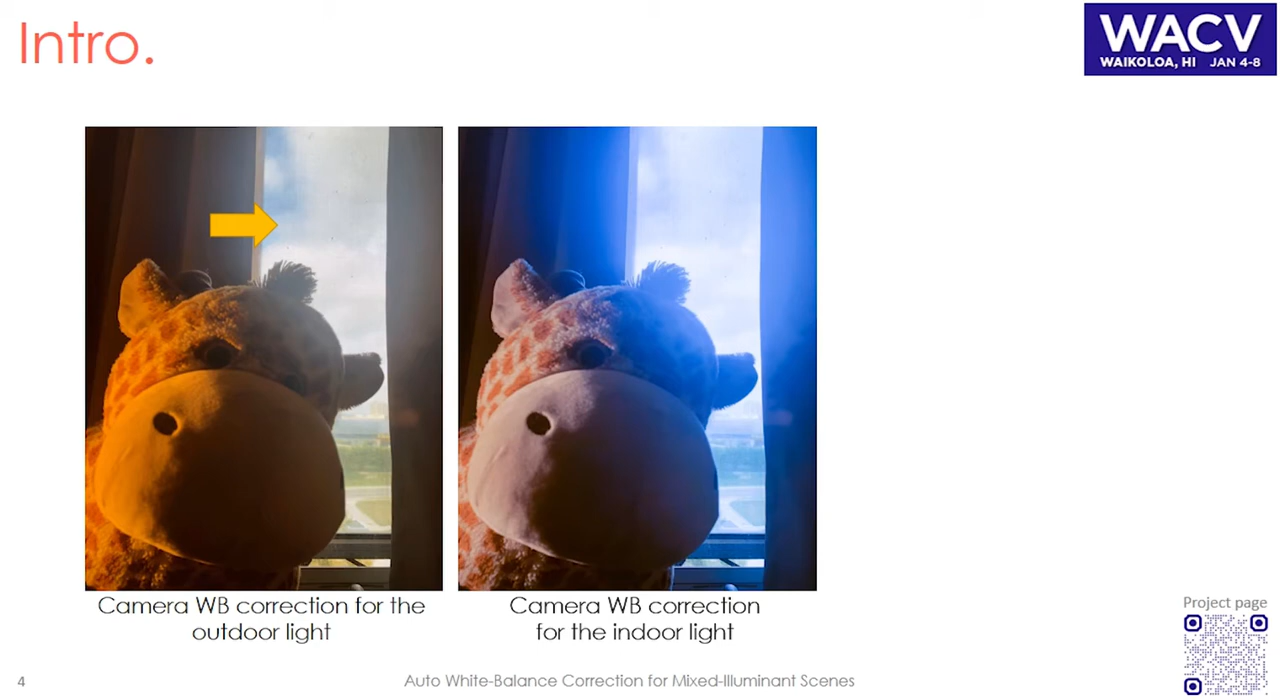 Intro.
WACV
WAIKOLOA, HI JAN 4-8
Camera WB correction for the
outdoor light
Camera WB correction
for the indoor light
Project page
4
Auto White-Balance Correction for Mixed-Illuminant Scenes